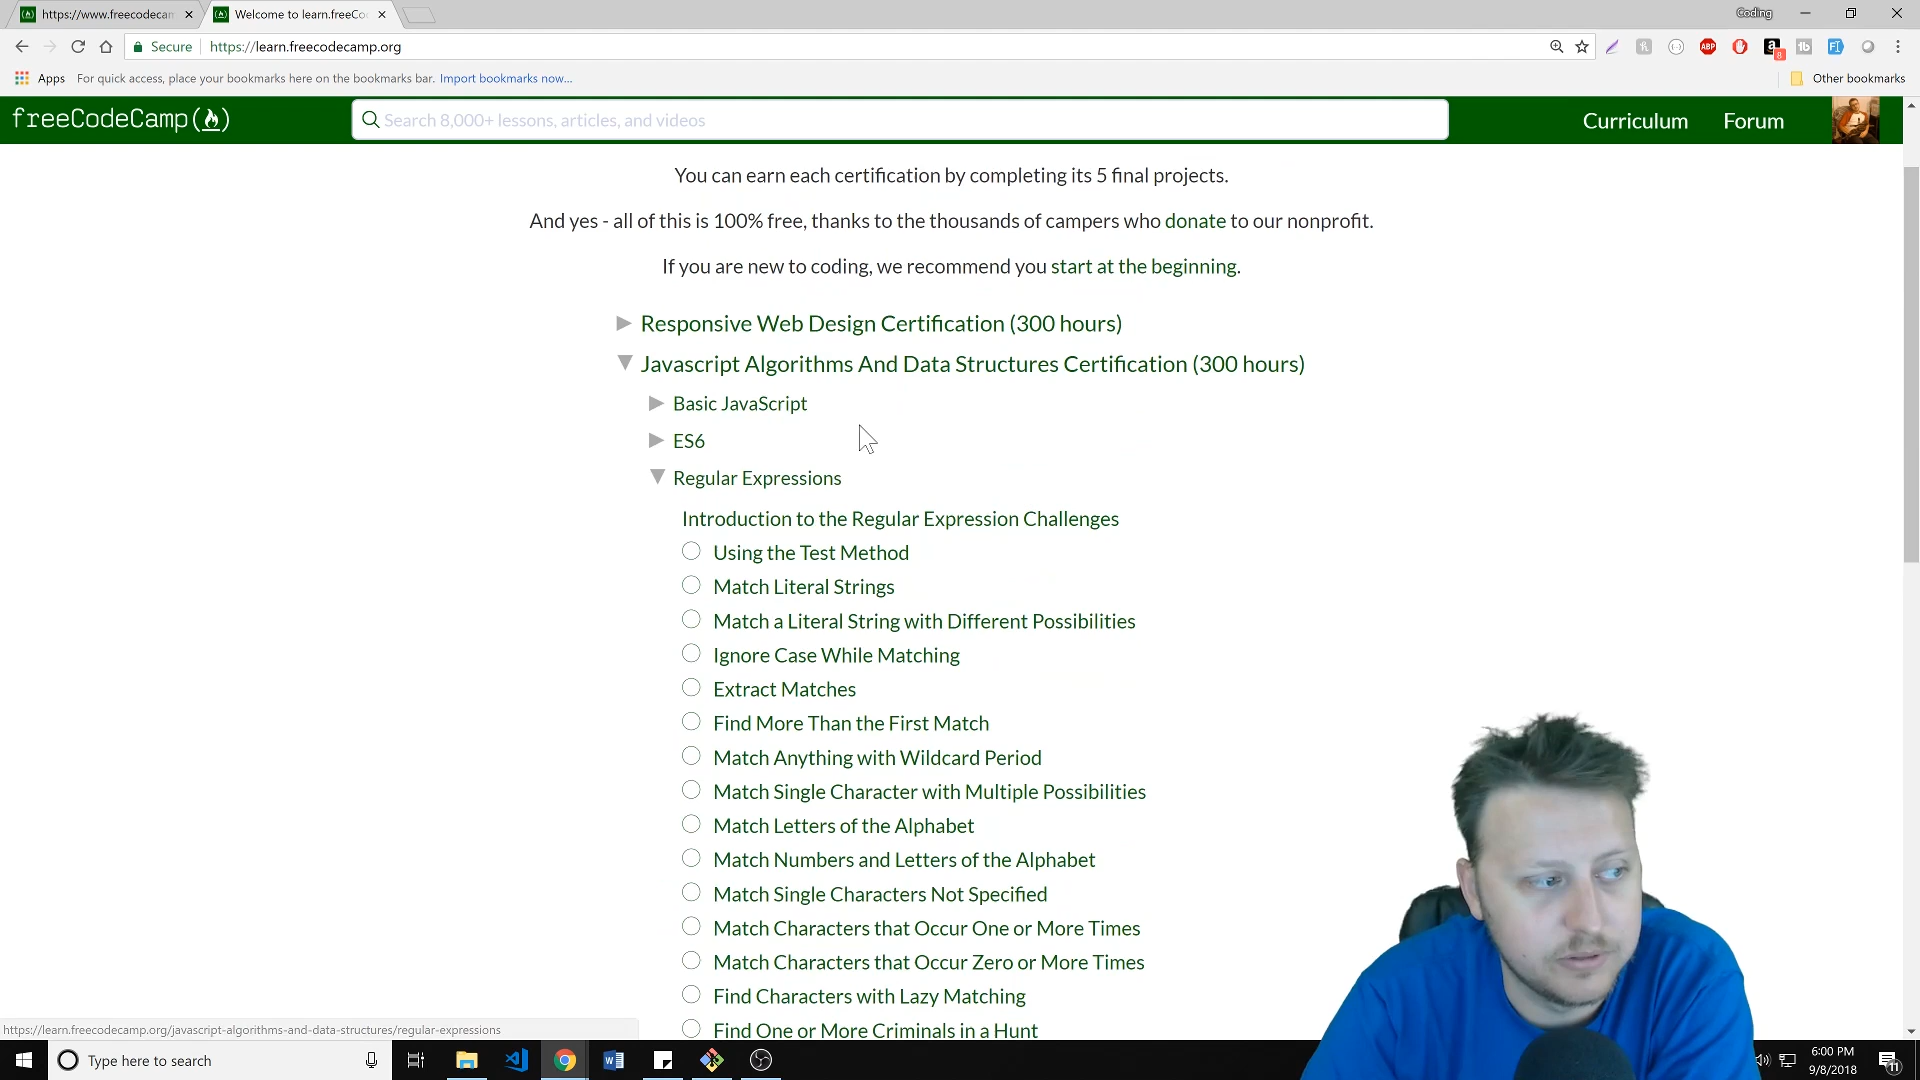 https://www.freecodecam
Welcome to learn.freeCo
Coding
Secure
https://learn.freecodecamp.org
ABP
8
Apps
For quick access, place your bookmarks here on the bookmarks bar. Import bookmarks now...
Other bookmarks
freeCodeCamp
Search 8,000+ lessons, articles, and videos
Curriculum
Forum
You can earn each certification by completing its 5 final projects.
And yes - all of this is 100% free, thanks to the thousands of campers who donate to our nonprofit.
If you are new to coding, we recommend you start at the beginning.
Responsive Web Design Certification (300 hours)
Javascript Algorithms And Data Structures Certification (300 hours)
Basic JavaScript
ES6
Regular Expressions
Introduction to the Regular Expression Challenges
Using the Test Method
Match Literal Strings
Match a Literal String with Different Possibilities
Ignore Case While Matching
Extract Matches
Find More Than the First Match
Match Anything with Wildcard Period
Match Single Character with Multiple Possibilities
Match Letters of the Alphabet
Match Numbers and Letters of the Alphabet
Match Single Characters Not Specified
Match Characters that Occur One or More Times
Match Characters that Occur Zero or More Times
Find Characters with Lazy Matching
Find One or More Criminals in a Hunt
https://learn.freecodecamp.org/javascript-algorithms-and-data-structures/regular-expressions
Type here to search
6:00 PM
9/8/2018
11